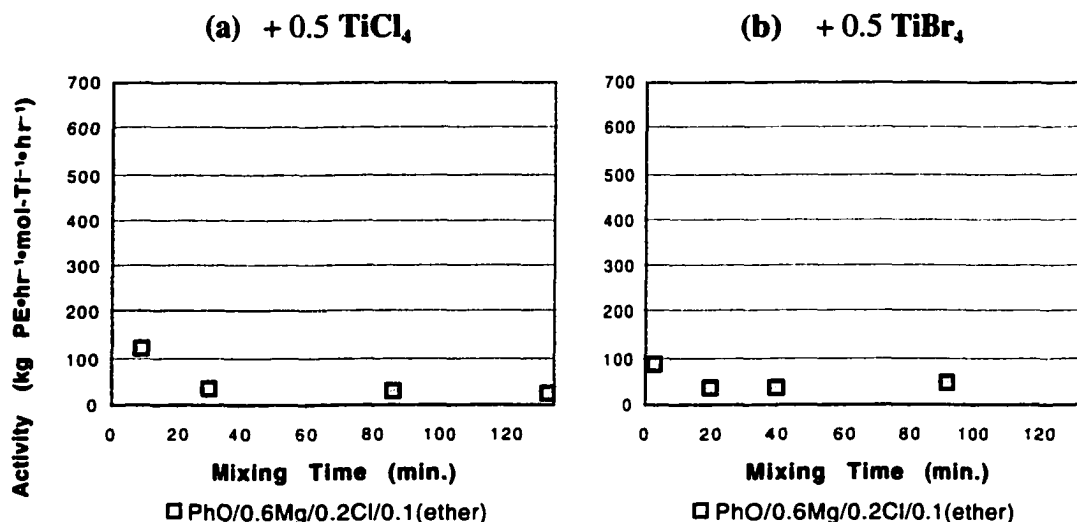 (a) + 0.5 TiCl₄
(b) + 0.5 TiBr₄
Activity (kg PE•hr⁻¹•mol-Ti⁻¹•hr⁻¹)
700
600
500
400
300
200
100
0
0 20 40 60 80 100 120
Mixing Time (min.)
PhO/0.6Mg/0.2Cl/0.1(ether)
700
600
500
400
300
200
100
0
0 20 40 60 80 100 120
Mixing Time (min.)
PhO/0.6Mg/0.2Cl/0.1(ether)